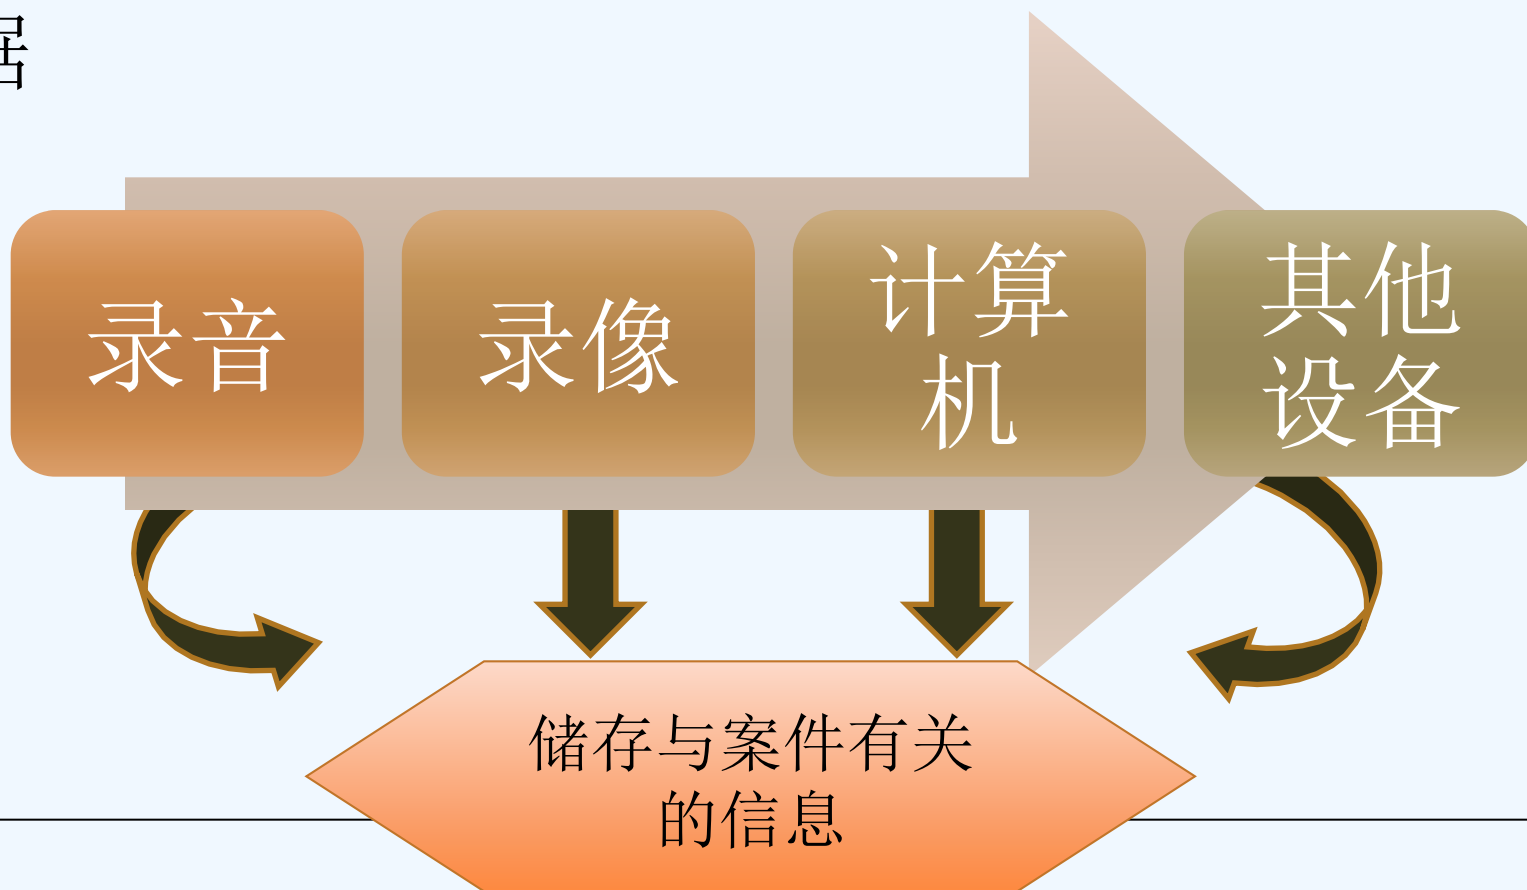 据
录音
录像
计算
机
其他
设备
储存与案件有关
的信息